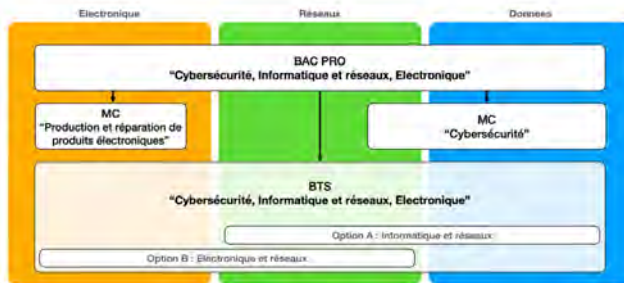 Electronique
Réseaux
Donnees
BAC PRO
“Cybersécurité, Informatique et réseaux, Electronique”
MC
“Production et réparation de
produits électroniques”
MC
“Cybersécurité”
BTS
“Cybersécurité, Informatique et réseaux, Electronique”
Option A : Informatique et réseaux
Option B : Electronique et réseaux